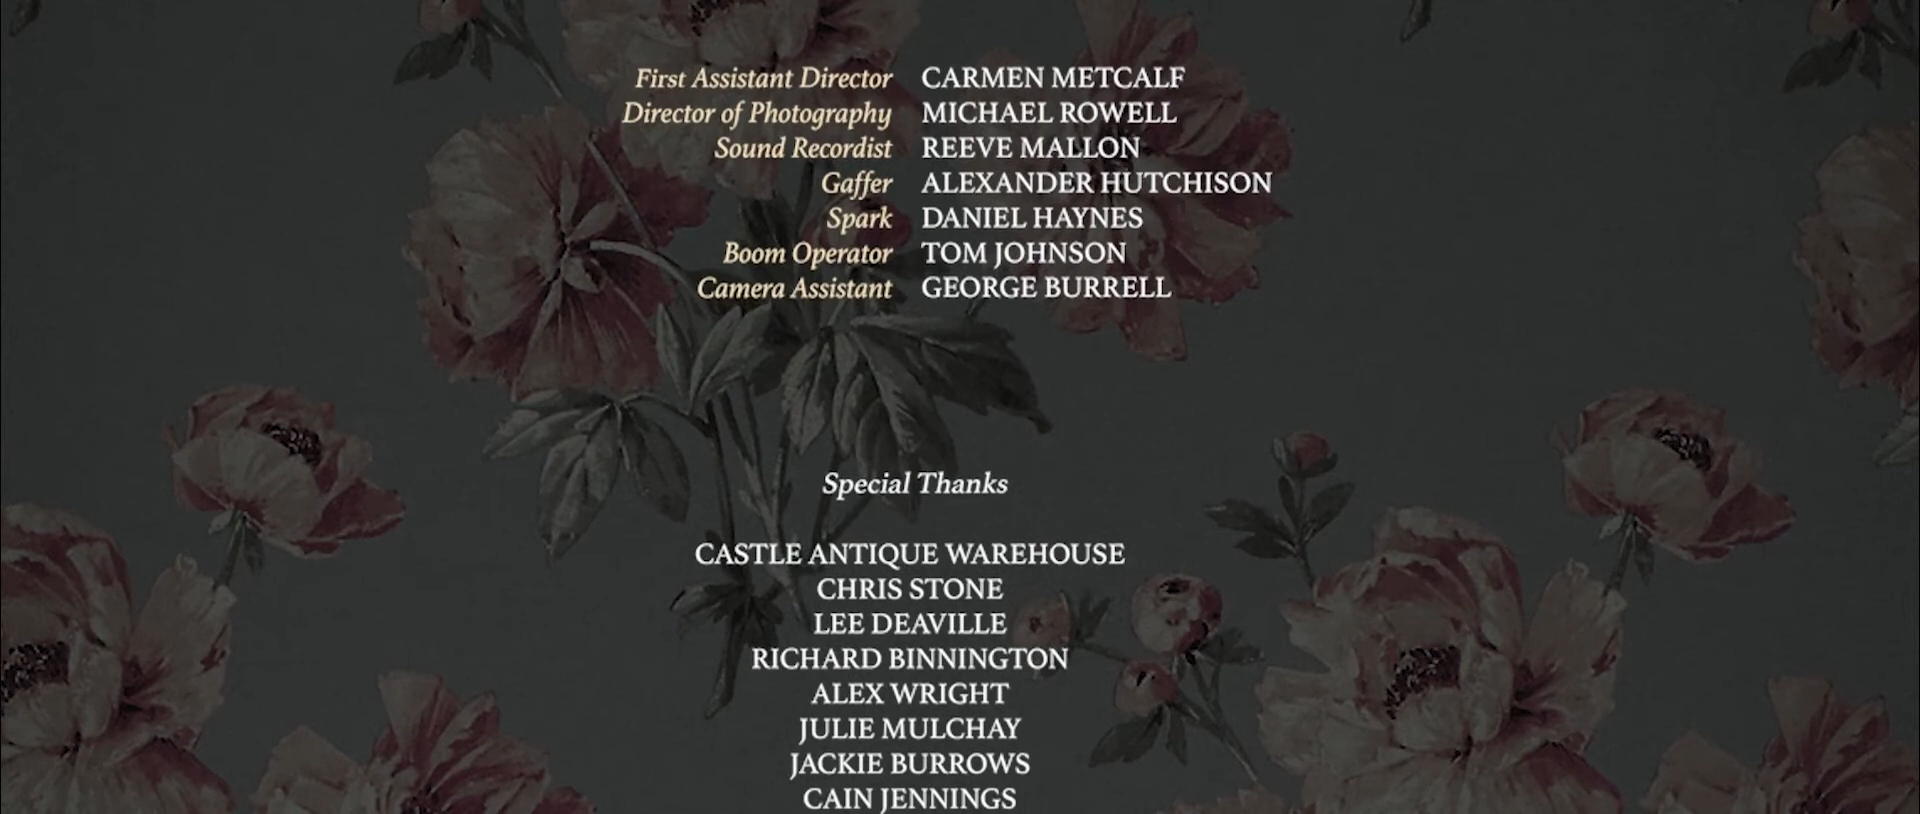 First Assistant Director CARMEN METCALF
Director of Photography MICHAEL ROWELL
Sound Recordist REEVE MALLON
Gaffer ALEXANDER HUTCHISON
Spark DANIEL HAYNES
Boom Operator TOM JOHNSON
Camera Assistant GEORGE BURRELL
Special Thanks
CASTLE ANTIQUE WAREHOUSE
CHRIS STONE
LEE DEAVILLE
RICHARD BINNINGTON
ALEX WRIGHT
JULIE MULCHAY
JACKIE BURROWS
CAIN JENNINGS